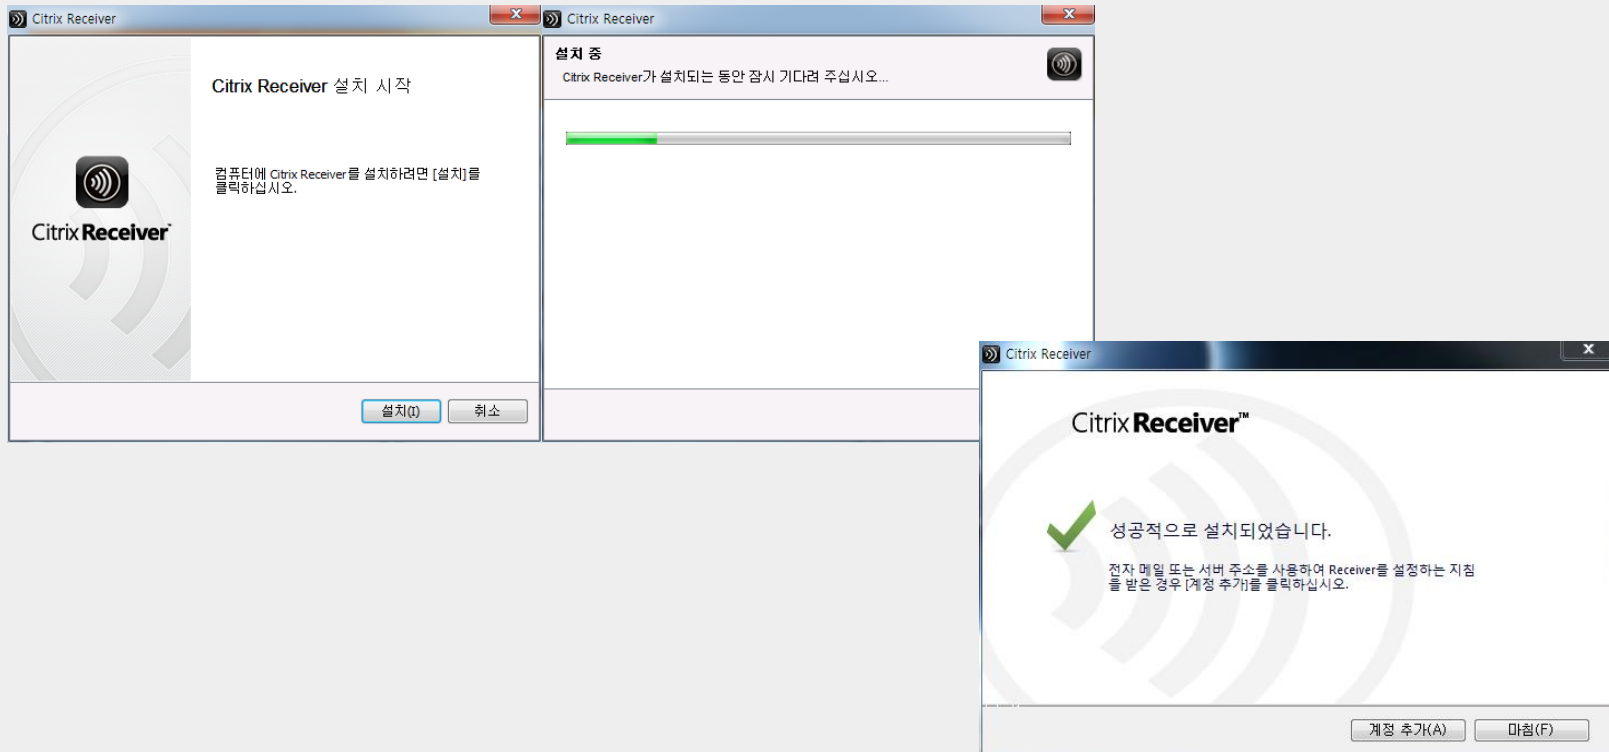 Citrix Receiver
Citrix Receiver 설치 시작
컴퓨터에 Citrix Receiver를 설치하려면 [설치]를
클릭하십시오.
Citrix Receiver™
설치(I)
취소
Citrix Receiver
설치 중
Citrix Receiver가 설치되는 동안 잠시 기다려 주십시오...
Citrix Receiver
Citrix Receiver™
성공적으로 설치되었습니다.
전자 메일 또는 서버 주소를 사용하여 Receiver를 설정하는 지침
을 받은 경우 [계정 추가]를 클릭하십시오.
계정 추가(A)
마침(F)